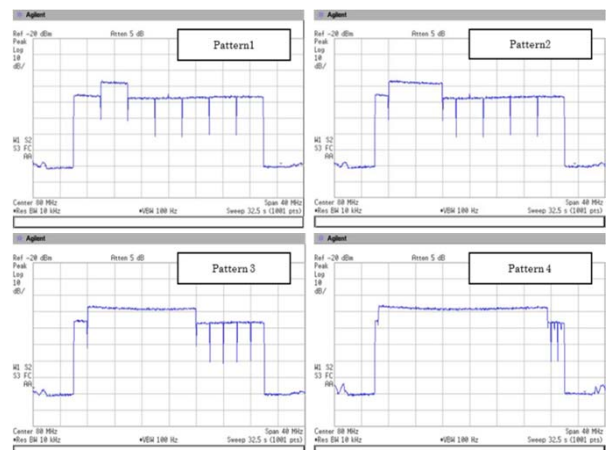 Agilent
Ref -20 dBm Atten 5 dB
Peak
Log
10
dB/
Pattern1
W1 S2
S3 FC
AA
Center 80 MHz Span 40 MHz
*Res BW 10 kHz *VBW 100 Hz Sweep 32.5 s (1001 pts)
Agilent
Ref -20 dBm Atten 5 dB
Peak
Log
10
dB/
Pattern2
W1 S2
S3 FC
AA
Center 80 MHz Span 40 MHz
*Res BW 10 kHz *VBW 100 Hz Sweep 32.5 s (1001 pts)
Agilent
Ref -20 dBm Atten 5 dB
Peak
Log
10
dB/
Pattern 3
W1 S2
S3 FC
AA
Center 80 MHz Span 40 MHz
*Res BW 10 kHz *VBW 100 Hz Sweep 32.5 s (1001 pts)
Agilent
Ref -20 dBm Atten 5 dB
Peak
Log
10
dB/
Pattern 4
W1 S2
S3 FC
AA
Center 80 MHz Span 40 MHz
*Res BW 10 kHz *VBW 100 Hz Sweep 32.5 s (1001 pts)